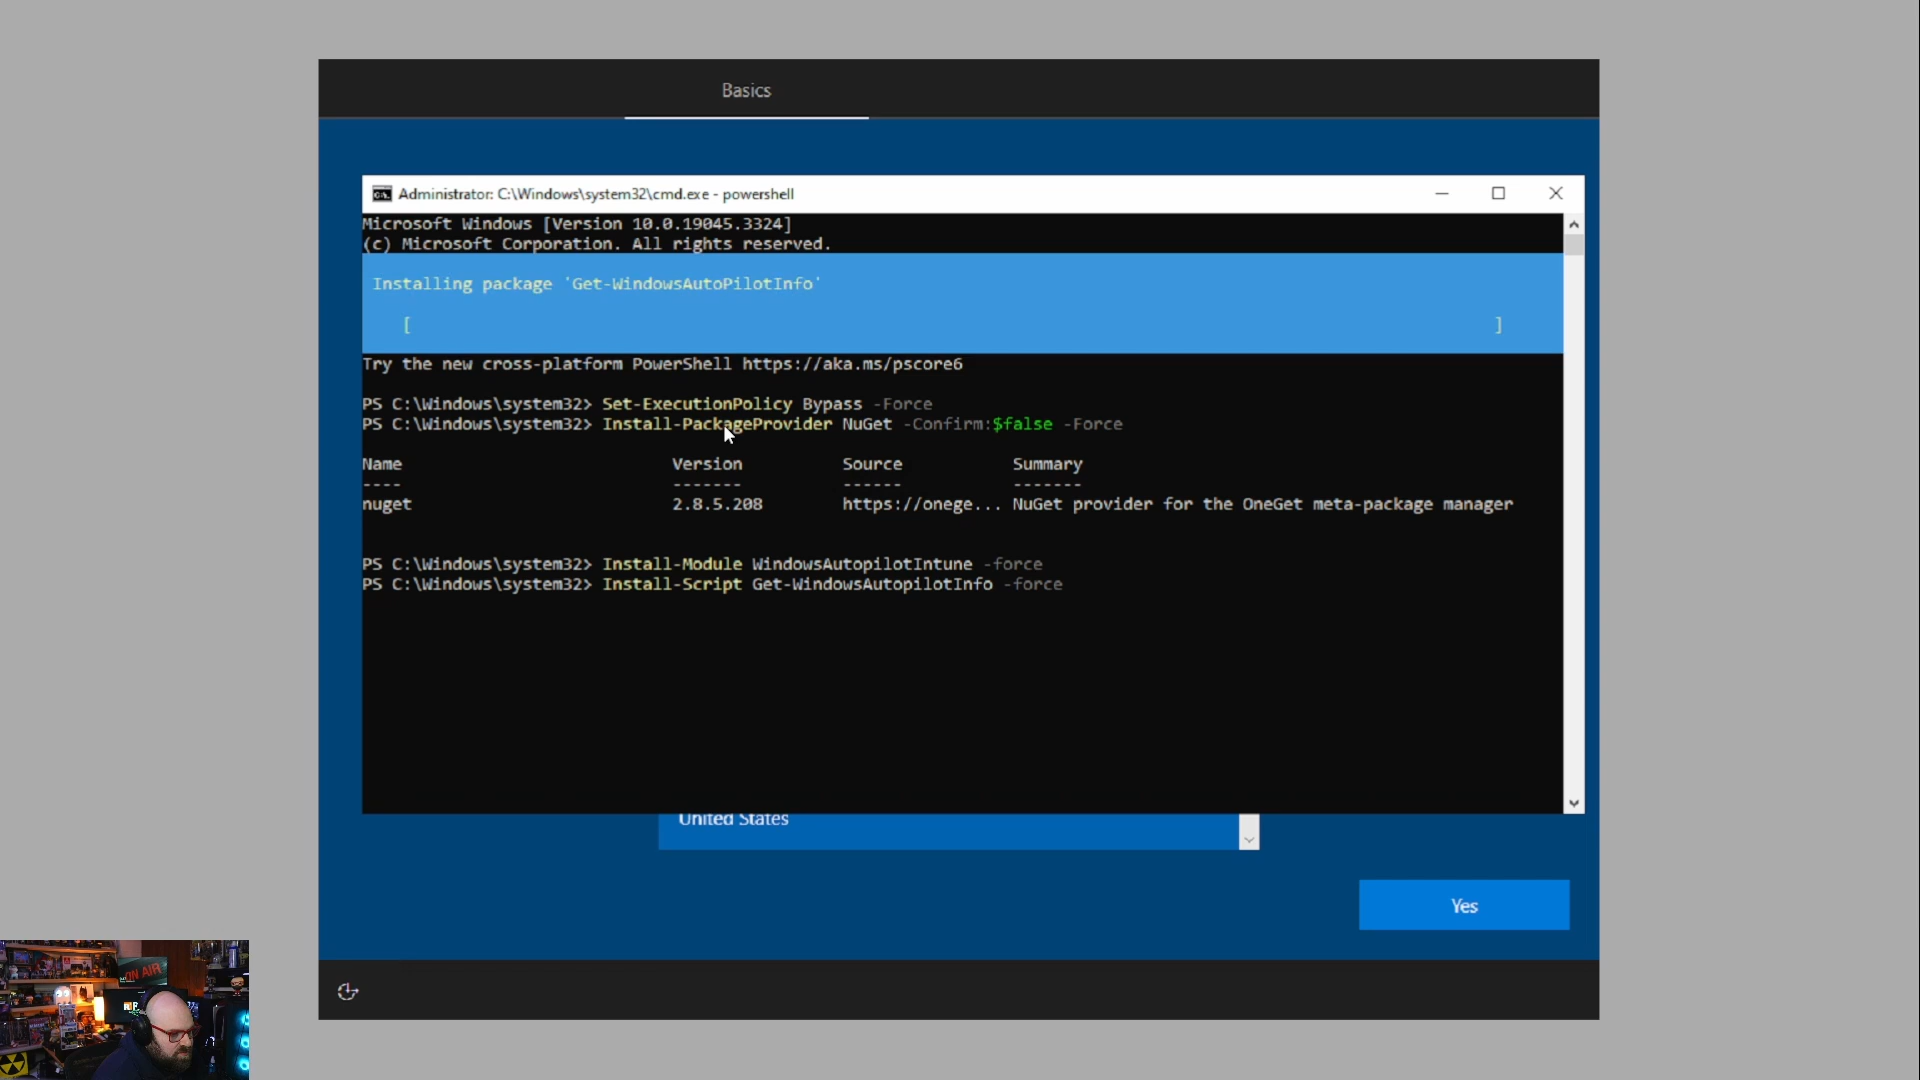 Basics
Administrator: C:\Windows\system32\cmd.exe - powershell
Microsoft Windows [Version 10.0.19045.3324]
(c) Microsoft Corporation. All rights reserved.
Installing package 'Get-WindowsAutoPilotInfo'
[ ]
Try the new cross-platform PowerShell https://aka.ms/pscore6
PS C:\Windows\system32> Set-ExecutionPolicy Bypass -Force
PS C:\Windows\system32> Install-PackageProvider NuGet -Confirm:$false -Force
Name Version Source Summary
---- ------- ------ -------
nuget 2.8.5.208 https://onege... NuGet provider for the OneGet meta-package manager
PS C:\Windows\system32> Install-Module WindowsAutopilotIntune -force
PS C:\Windows\system32> Install-Script Get-WindowsAutopilotInfo -force
United States
Yes
ON AIR